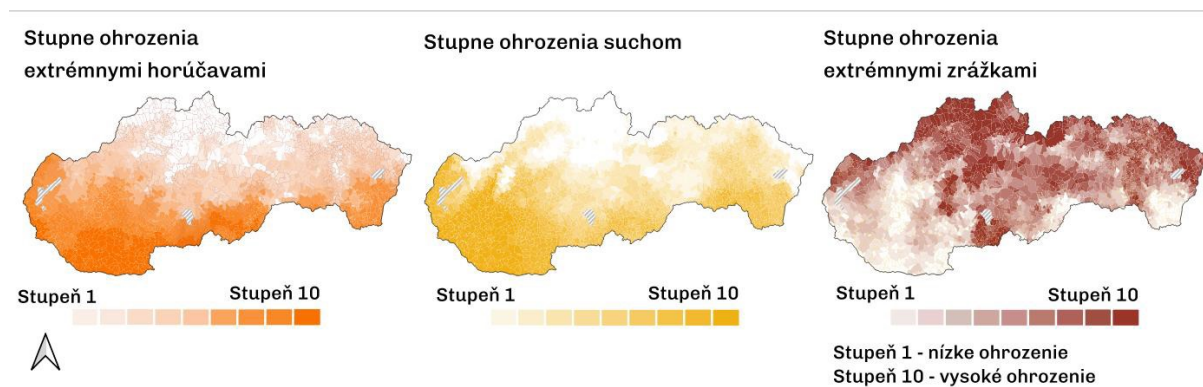 Stupne ohrozenia
extrémnymi horúčavami
Stupeň 1
Stupeň 10
Stupne ohrozenia suchom
Stupeň 1
Stupeň 10
Stupne ohrozenia
extrémnymi zrážkami
Stupeň 1
Stupeň 10
Stupeň 1 - nízke ohrozenie
Stupeň 10 - vysoké ohrozenie